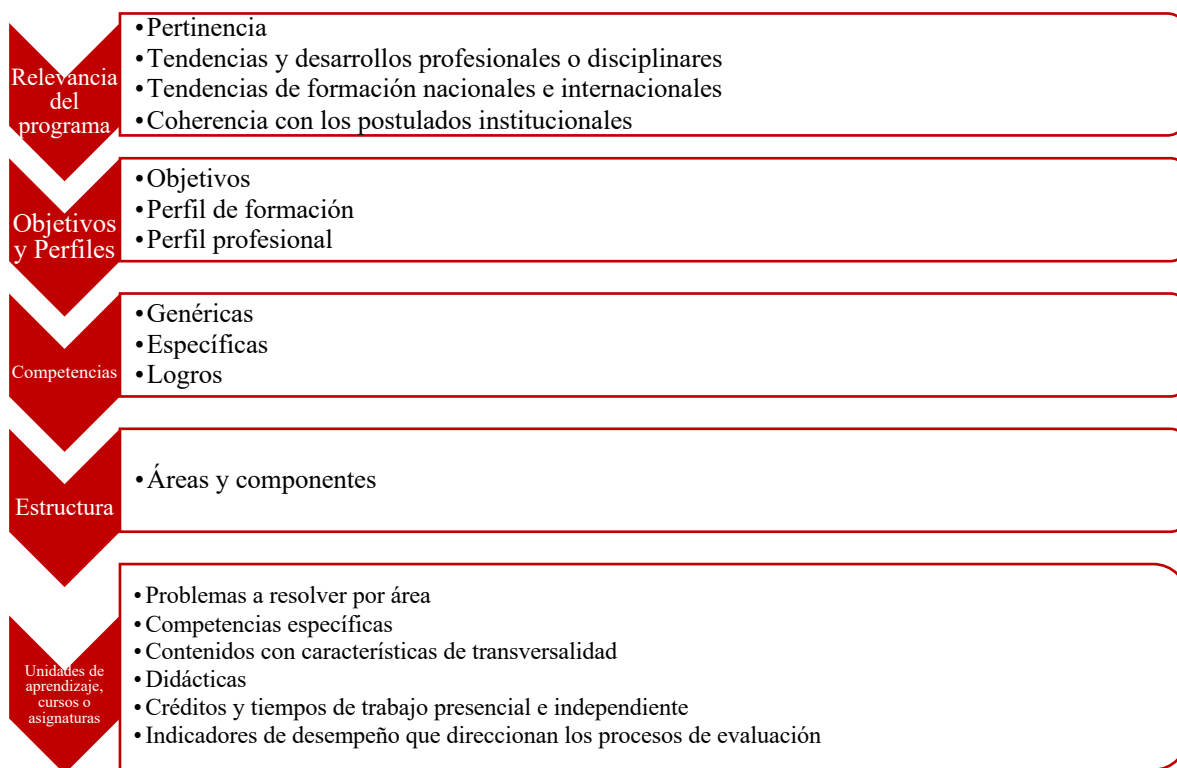 Relevancia
del
programa
•Pertinencia
•Tendencias y desarrollos profesionales o disciplinares
•Tendencias de formación nacionales e internacionales
•Coherencia con los postulados institucionales
Objetivos
y Perfiles
•Objetivos
•Perfil de formación
•Perfil profesional
Competencias
•Genéricas
•Específicas
•Logros
Estructura
•Áreas y componentes
Unidades de
aprendizaje,
cursos o
asignaturas
•Problemas a resolver por área
•Competencias específicas
•Contenidos con características de transversalidad
•Didácticas
•Créditos y tiempos de trabajo presencial e independiente
•Indicadores de desempeño que direccionan los procesos de evaluación